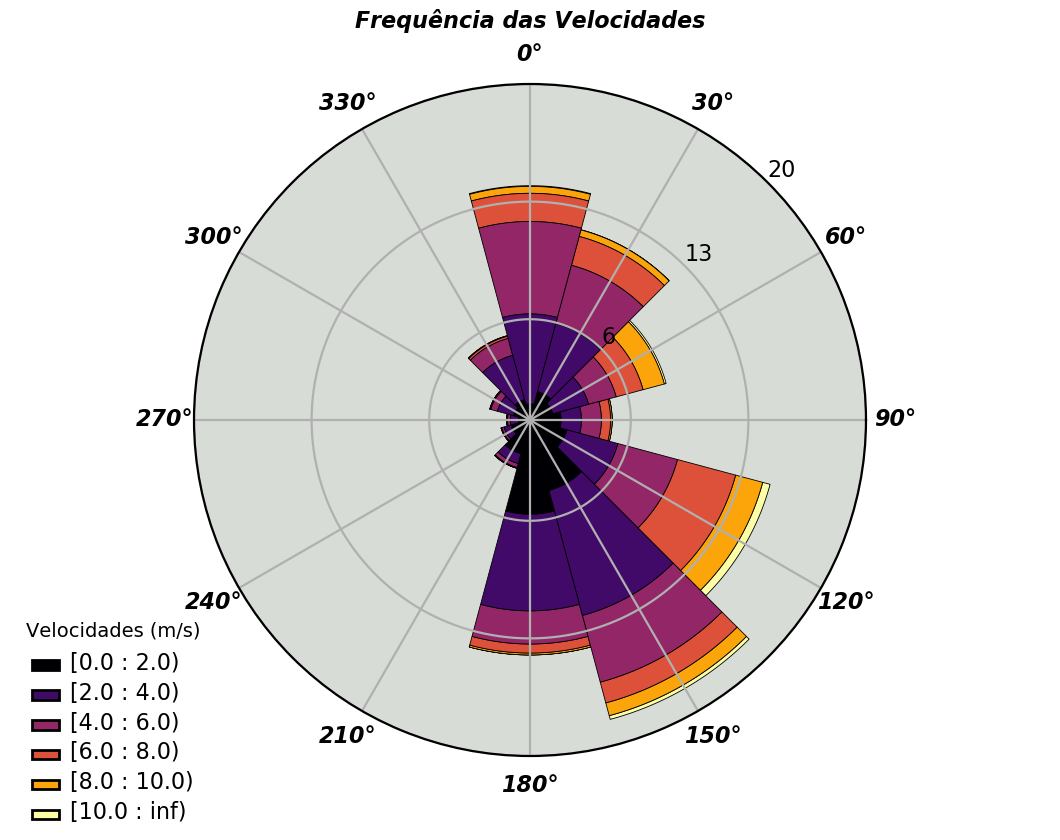 Frequência das Velocidades
0°
330°
30°
20
300°
60°
13
6
270°
90°
240°
120°
210°
150°
180°
Velocidades (m/s)
[0.0 : 2.0)
[2.0 : 4.0)
[4.0 : 6.0)
[6.0 : 8.0)
[8.0 : 10.0)
[10.0 : inf)